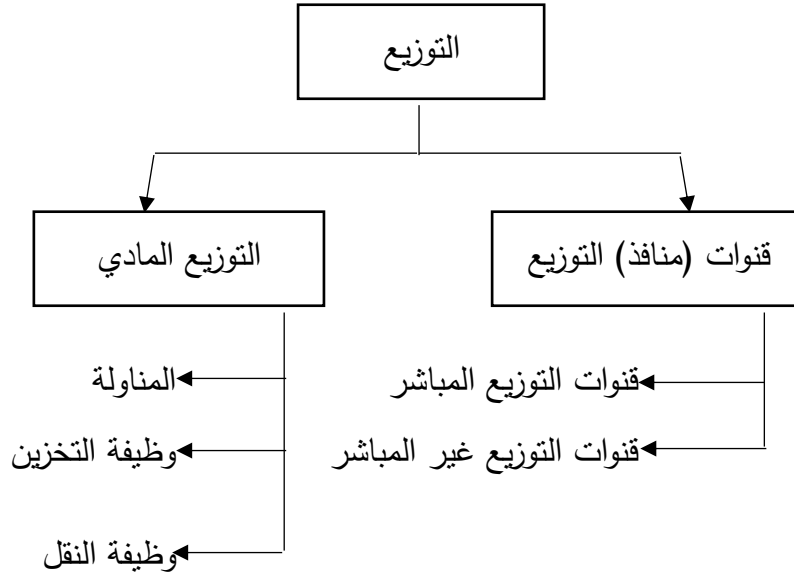 التوزيع
قنوات (منافذ) التوزيع
التوزيع المادي
قنوات التوزيع المباشر
قنوات التوزيع غير المباشر
المناولة
وظيفة التخزين
وظيفة النقل